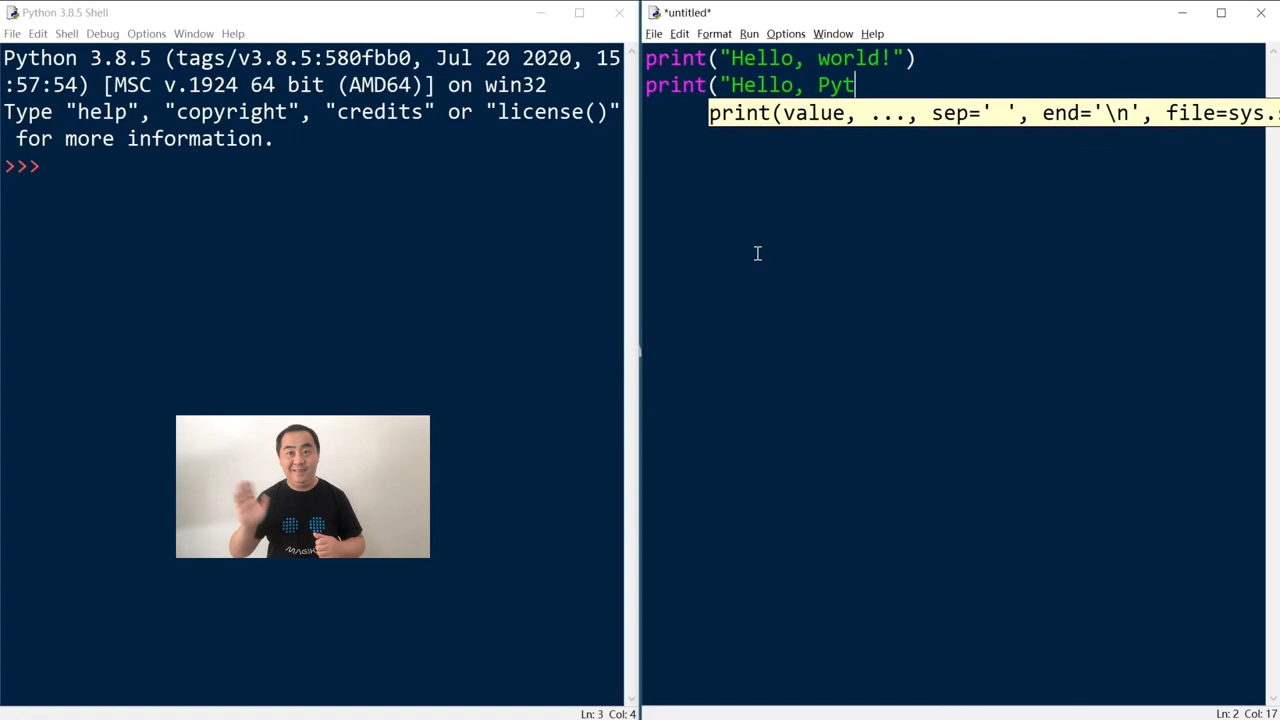 Python 3.8.5 Shell
File Edit Shell Debug Options Window Help
Python 3.8.5 (tags/v3.8.5:580fbb0, Jul 20 2020, 15
:57:54) [MSC v.1924 64 bit (AMD64)] on win32
Type "help", "copyright", "credits" or "license()"
for more information.
>>>
MAGIK
Ln: 3 Col: 4
*untitled*
File Edit Format Run Options Window Help
print("Hello, world!")
print("Hello, Pyt
print(value, ..., sep=' ', end='\n', file=sys.s
Ln: 2 Col: 17